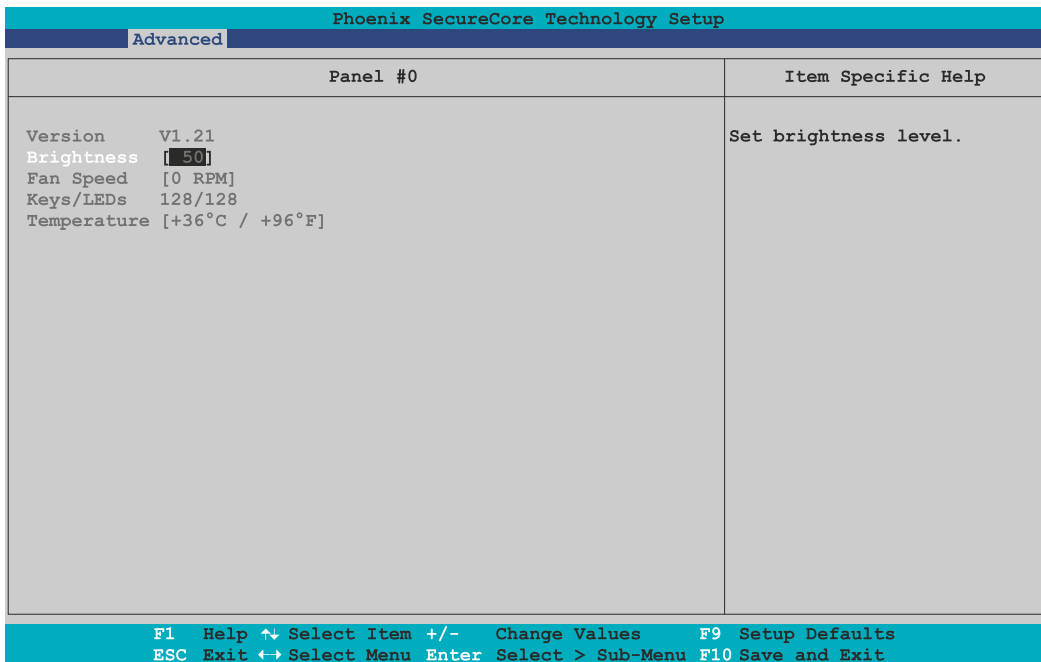 Phoenix SecureCore Technology Setup
Advanced
Panel #0
Item Specific Help
Version V1.21
Brightness [ 50]
Fan Speed [0 RPM]
Keys/LEDs 128/128
Temperature [+36°C / +96°F]
Set brightness level.
F1 Help ↑↓ Select Item +/- Change Values F9 Setup Defaults
ESC Exit ↔ Select Menu Enter Select > Sub-Menu F10 Save and Exit